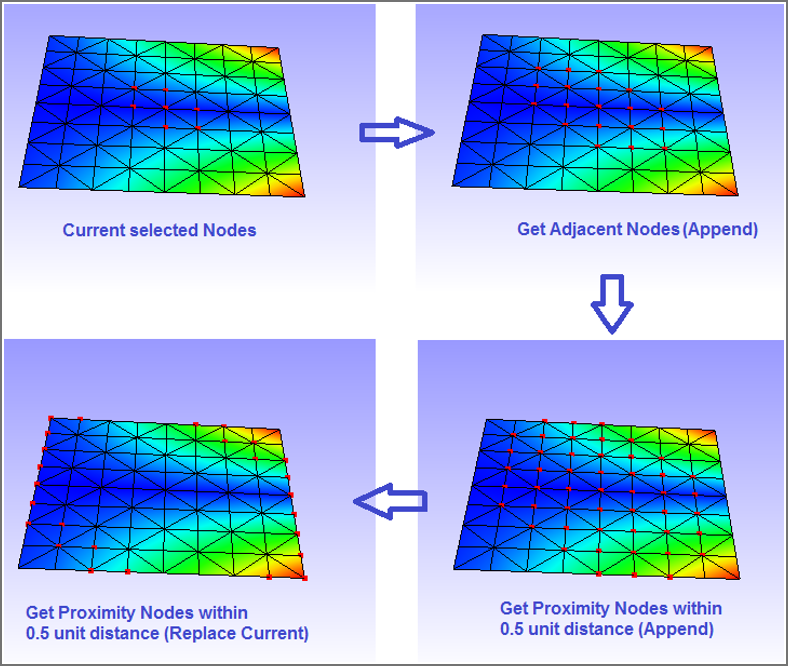 Current selected Nodes
Get Adjacent Nodes (Append)
Get Proximity Nodes within
0.5 unit distance (Replace Current)
Get Proximity Nodes within
0.5 unit distance (Append)